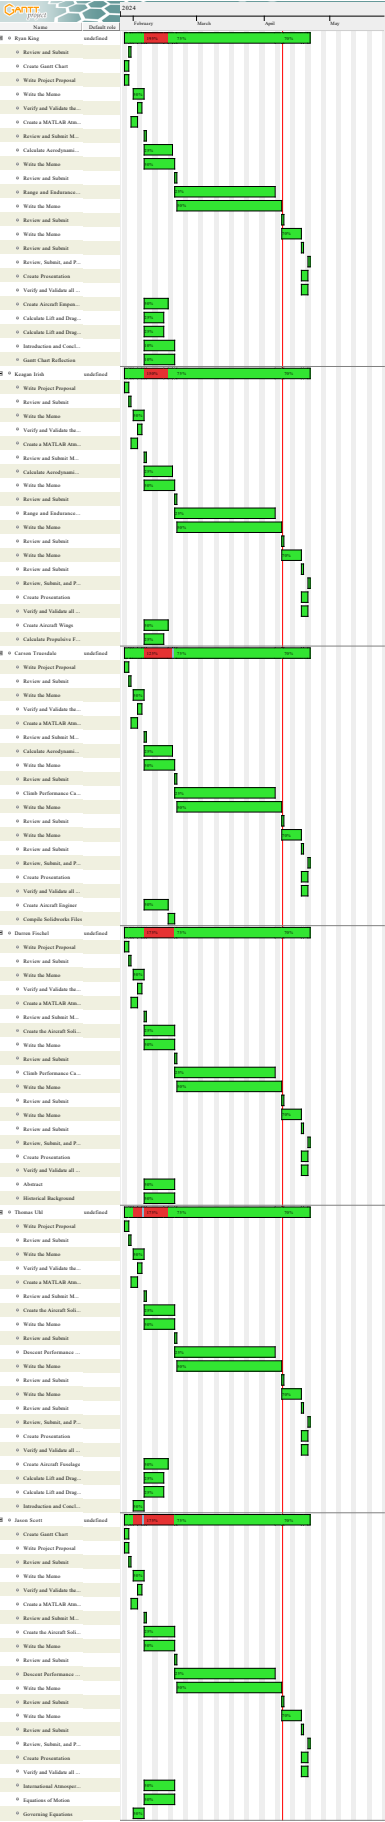 GANTT
project
2024
Name
Default role
February
March
April
May
Ryan King
undefined
Review and Submit
Create Gantt Chart
Write Project Proposal
Write the Memo
Verify and Validate the...
Create a MATLAB Atm...
Review and Submit M...
Calculate Aerodynami...
Write the Memo
Review and Submit
Range and Endurance...
Write the Memo
Review and Submit
Write the Memo
Review and Submit
Review, Submit, and P...
Create Presentation
Verify and Validate all ...
Create Aircraft Empen...
Calculate Lift and Drag...
Calculate Lift and Drag...
Introduction and Concl...
Gantt Chart Reflection
Keagan Irish
undefined
Write Project Proposal
Review and Submit
Write the Memo
Verify and Validate the...
Create a MATLAB Atm...
Review and Submit M...
Calculate Aerodynami...
Write the Memo
Review and Submit
Range and Endurance...
Write the Memo
Review and Submit
Write the Memo
Review and Submit
Review, Submit, and P...
Create Presentation
Verify and Validate all ...
Create Aircraft Wings
Calculate Propulsive F...
Carson Truesdale
undefined
Write Project Proposal
Review and Submit
Write the Memo
Verify and Validate the...
Create a MATLAB Atm...
Review and Submit M...
Calculate Aerodynami...
Write the Memo
Review and Submit
Climb Performance Ca...
Write the Memo
Review and Submit
Write the Memo
Review and Submit
Review, Submit, and P...
Create Presentation
Verify and Validate all ...
Create Aircraft Enginer
Compile Solidworks Files
Darron Fischel
undefined
Write Project Proposal
Review and Submit
Write the Memo
Verify and Validate the...
Create a MATLAB Atm...
Review and Submit M...
Create the Aircraft Soli...
Write the Memo
Review and Submit
Climb Performance Ca...
Write the Memo
Review and Submit
Write the Memo
Review and Submit
Review, Submit, and P...
Create Presentation
Verify and Validate all ...
Abstract
Historical Background
Thomas Uhl
undefined
Write Project Proposal
Review and Submit
Write the Memo
Verify and Validate the...
Create a MATLAB Atm...
Review and Submit M...
Create the Aircraft Soli...
Write the Memo
Review and Submit
Descent Performance ...
Write the Memo
Review and Submit
Write the Memo
Review and Submit
Review, Submit, and P...
Create Presentation
Verify and Validate all ...
Create Aircraft Fuselage
Calculate Lift and Drag...
Calculate Lift and Drag...
Introduction and Concl...
Jason Scott
undefined
Create Gantt Chart
Write Project Proposal
Review and Submit
Write the Memo
Verify and Validate the...
Create a MATLAB Atm...
Review and Submit M...
Create the Aircraft Soli...
Write the Memo
Review and Submit
Descent Performance ...
Write the Memo
Review and Submit
Write the Memo
Review and Submit
Review, Submit, and P...
Create Presentation
Verify and Validate all ...
International Atmosper...
Equations of Motion
Governing Equations